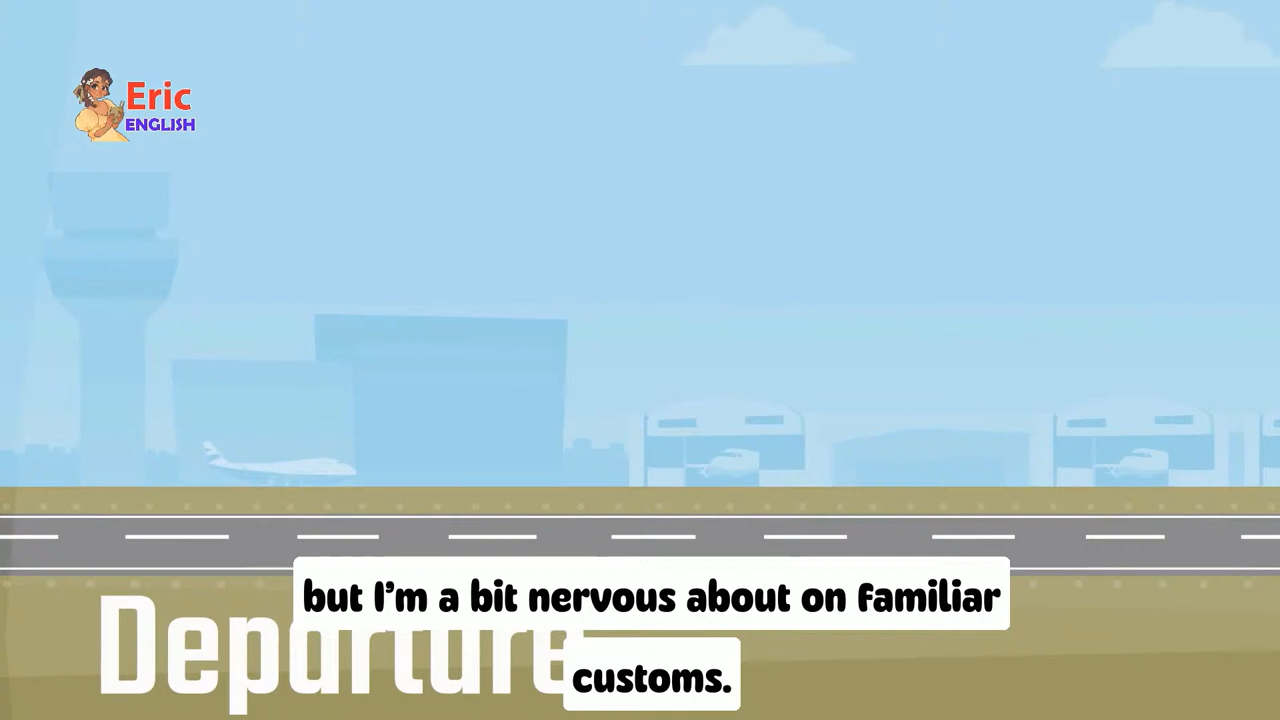 Eric
ENGLISH
but I'm a bit nervous about on familiar
customs.
Departure